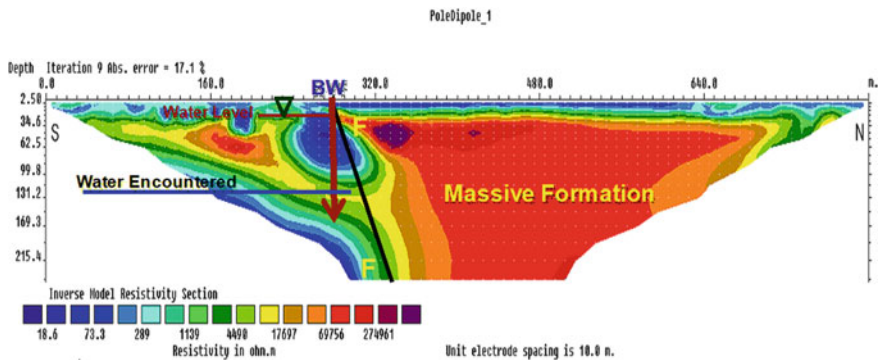 PoleDipole_1
Depth Iteration 9 Abs. error = 17.1 %
0.0 160.0 320.0 480.0 640.0 m.
BW
2.50
34.6
62.5
99.8
131.2
169.3
215.4
S
N
Water Level
F
Water Encountered
Massive Formation
F
Inverse Model Resistivity Section
18.6 73.3 289 1139 4490 17697 69756 274961
Resistivity in ohm.m
Unit electrode spacing is 10.0 m.